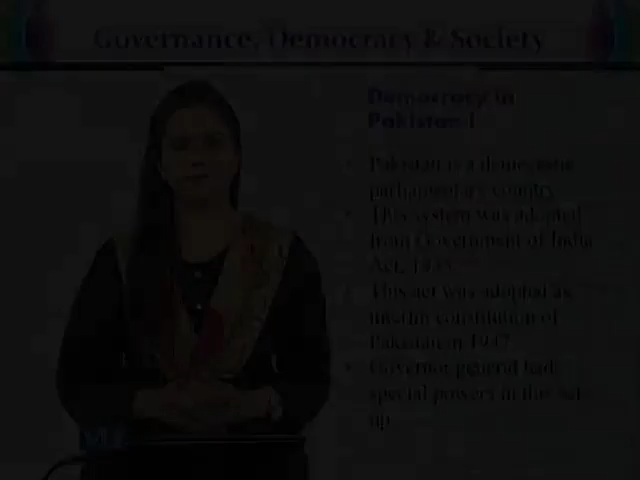 Governance, Democracy & Society
Democracy in
Pakistan I
Pakistan is a democratic
parliamentary country
This system was adopted
from Government of India
Act, 1935
This act was adopted as
interim constitution of
Pakistan in 1947
Governor general had
special powers in this set
up